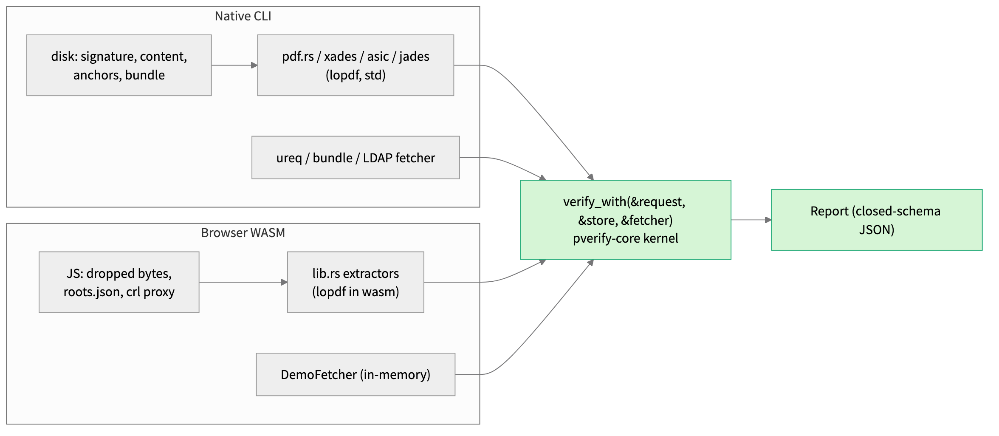 Native CLI
disk: signature, content,
anchors, bundle
pdf.rs / xades / asic / jades
(lopdf, std)
ureq / bundle / LDAP fetcher
Browser WASM
JS: dropped bytes,
roots.json, crl proxy
lib.rs extractors
(lopdf in wasm)
DemoFetcher (in-memory)
verify_with(&request,
&store, &fetcher)
pverify-core kernel
Report (closed-schema
JSON)